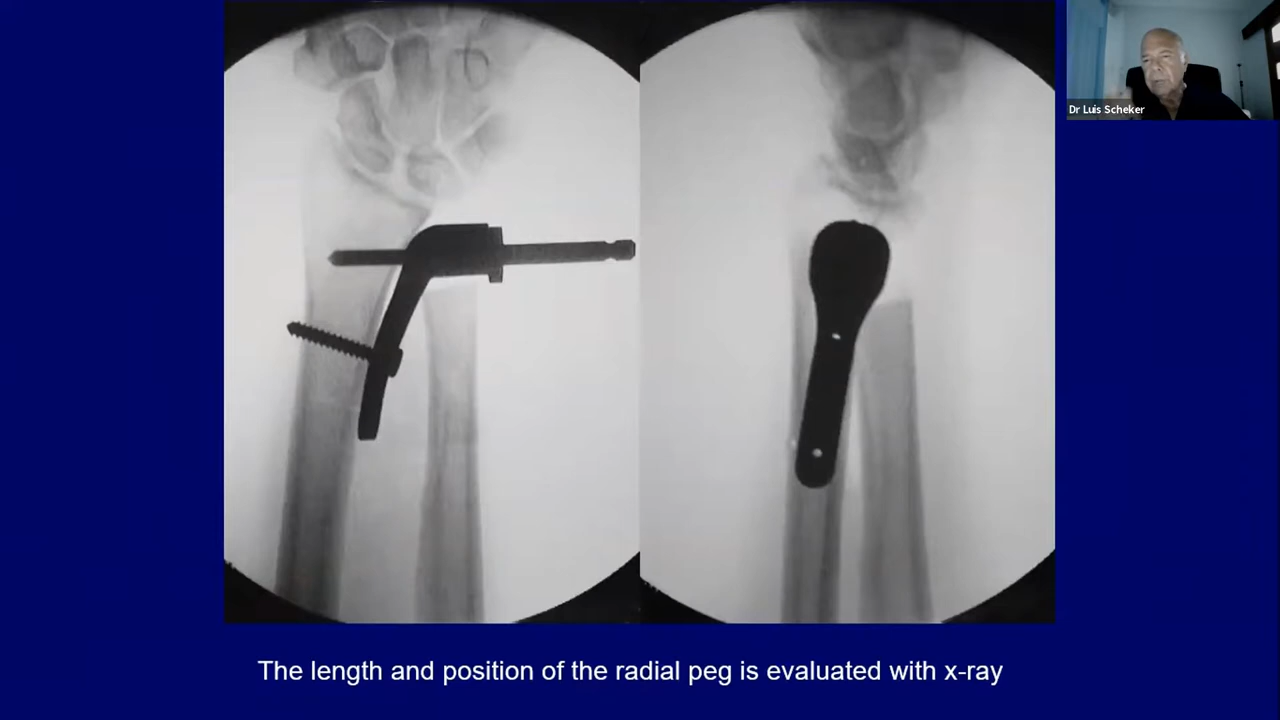 Dr Luis Scheker
The length and position of the radial peg is evaluated with x-ray